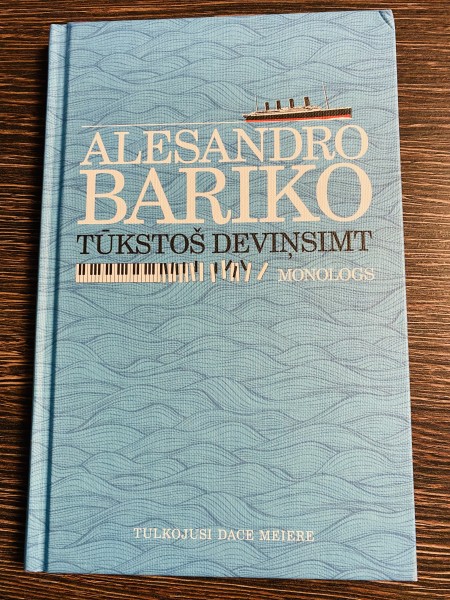 ALESANDRO
BARIKO
TŪKSTOŠ DEVIŅSIMT
MONOLOGS
TULKOJUSI DACE MEIERE